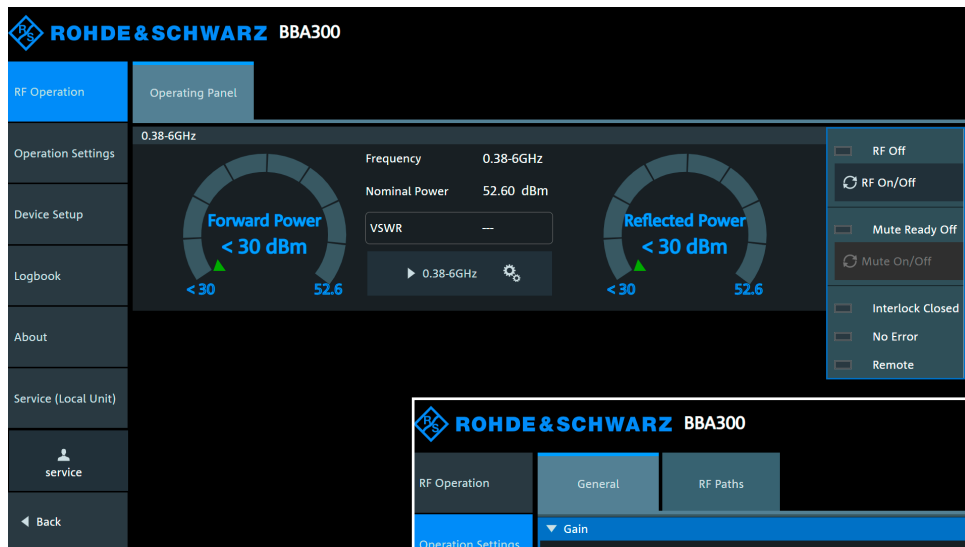 ROHDE & SCHWARZ BBA300
RF Operation
Operating Panel
Operation Settings
Device Setup
Logbook
About
Service (Local Unit)
service
Back
0.38-6GHz
Forward Power
< 30 dBm
< 30
52.6
Frequency 0.38-6GHz
Nominal Power 52.60 dBm
VSWR ---
0.38-6GHz
Reflected Power
< 30 dBm
< 30
52.6
RF Off
RF On/Off
Mute Ready Off
Mute On/Off
Interlock Closed
No Error
Remote
ROHDE & SCHWARZ BBA300
RF Operation
General
RF Paths
Operation Settings
Gain